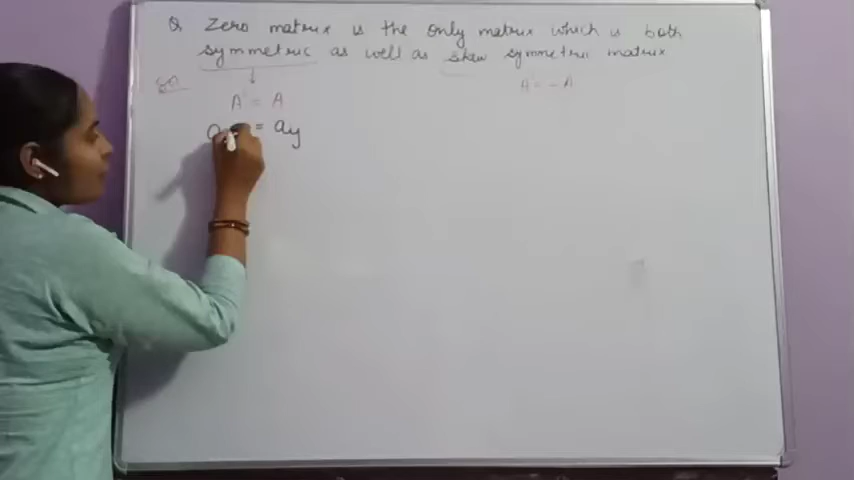 Q Zero matrix is the only matrix which is both
symmetric as well as skew symmetric matrix
Sol
A' = A
A = - A
= aij